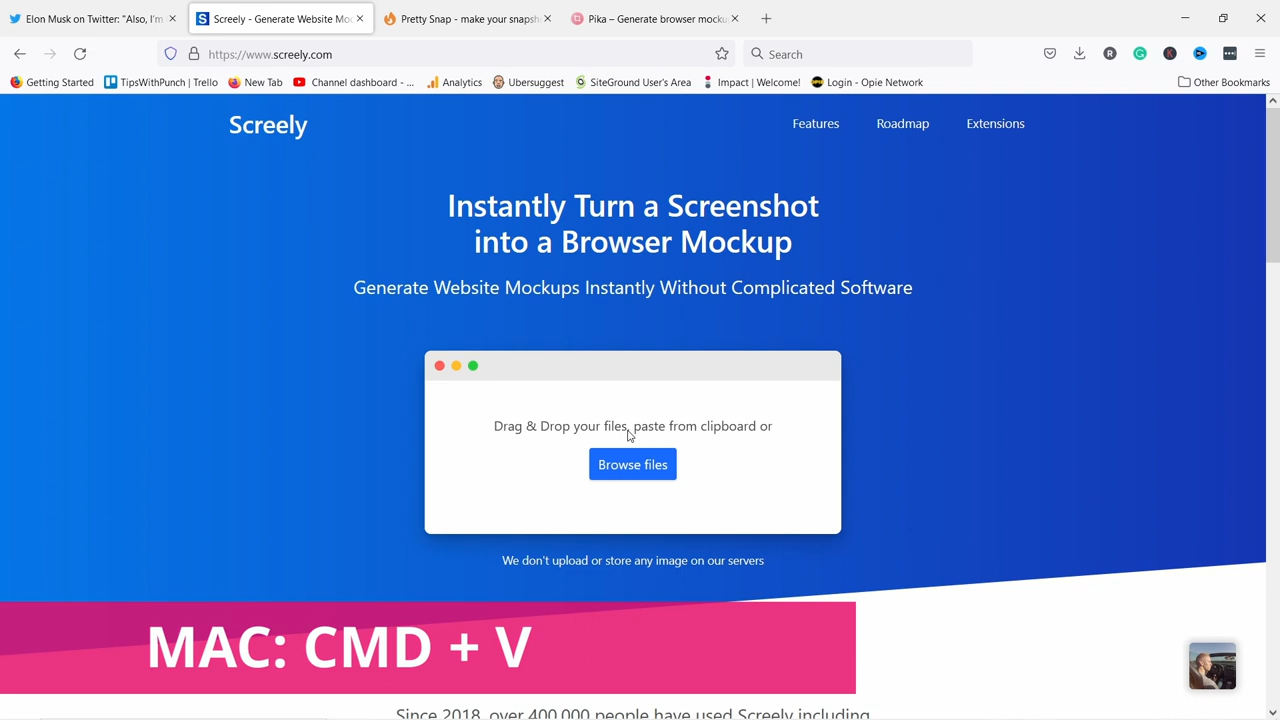 Elon Musk on Twitter: "Also, I'm
Screely - Generate Website Moc
Pretty Snap - make your snapsh
Pika – Generate browser mocku
https://www.screely.com
Search
Getting Started
TipsWithPunch | Trello
New Tab
Channel dashboard - ...
Analytics
Ubersuggest
SiteGround User's Area
Impact | Welcome!
Login - Opie Network
Other Bookmarks
Screely
Features
Roadmap
Extensions
Instantly Turn a Screenshot
into a Browser Mockup
Generate Website Mockups Instantly Without Complicated Software
Drag & Drop your files, paste from clipboard or
Browse files
We don't upload or store any image on our servers
MAC: CMD + V
Since 2018, over 400,000 people have used Screely including